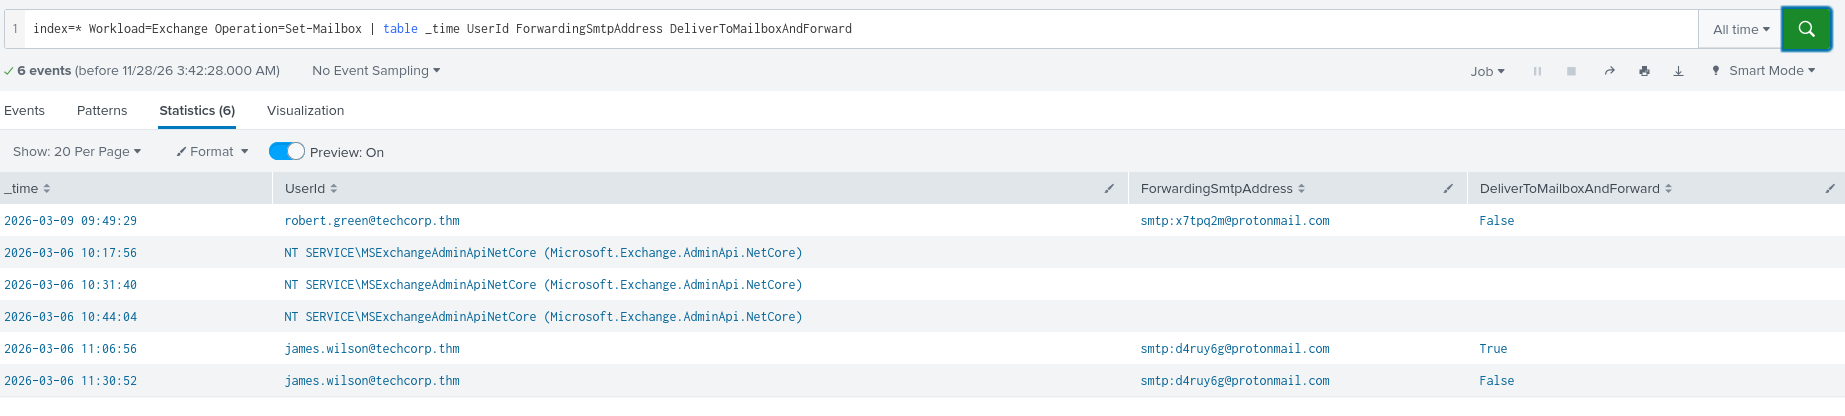 1 index=* Workload=Exchange Operation=Set-Mailbox | table _time UserId ForwardingSmtpAddress DeliverToMailboxAndForward All time
6 events (before 11/28/26 3:42:28.000 AM) No Event Sampling Job Smart Mode
Events Patterns Statistics (6) Visualization
Show: 20 Per Page Format Preview: On
_time UserId ForwardingSmtpAddress DeliverToMailboxAndForward
2026-03-09 09:49:29 robert.green@techcorp.thm smtp:x7tpq2m@protonmail.com False
2026-03-06 10:17:56 NT SERVICE\MSExchangeAdminApiNetCore (Microsoft.Exchange.AdminApi.NetCore)
2026-03-06 10:31:40 NT SERVICE\MSExchangeAdminApiNetCore (Microsoft.Exchange.AdminApi.NetCore)
2026-03-06 10:44:04 NT SERVICE\MSExchangeAdminApiNetCore (Microsoft.Exchange.AdminApi.NetCore)
2026-03-06 11:06:56 james.wilson@techcorp.thm smtp:d4ruy6g@protonmail.com True
2026-03-06 11:30:52 james.wilson@techcorp.thm smtp:d4ruy6g@protonmail.com False